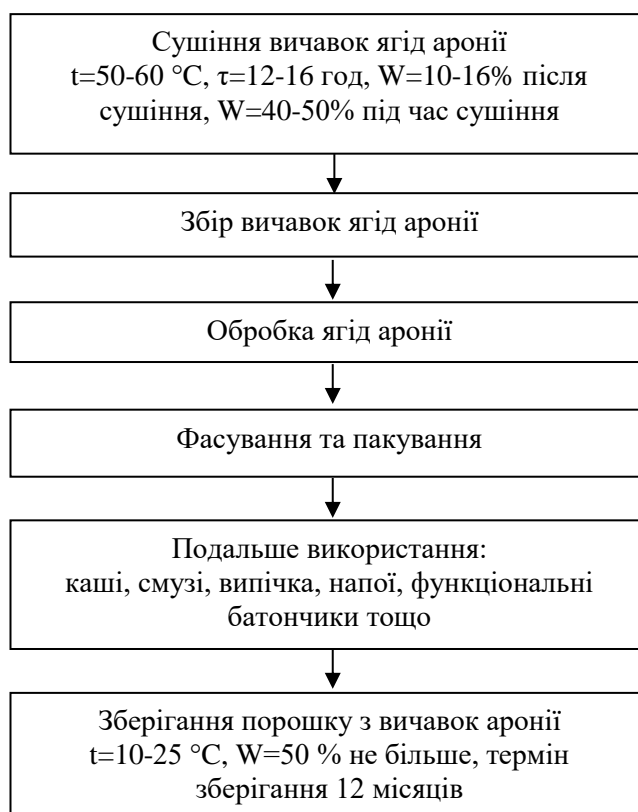 Сушіння вичавок ягід аронії
t=50-60 °C, τ=12-16 год, W=10-16% після
сушіння, W=40-50% під час сушіння
Збір вичавок ягід аронії
Обробка ягід аронії
Фасування та пакування
Подальше використання:
каші, смузі, випічка, напої, функціональні
батончики тощо
Зберігання порошку з вичавок аронії
t=10-25 °C, W=50 % не більше, термін
зберігання 12 місяців